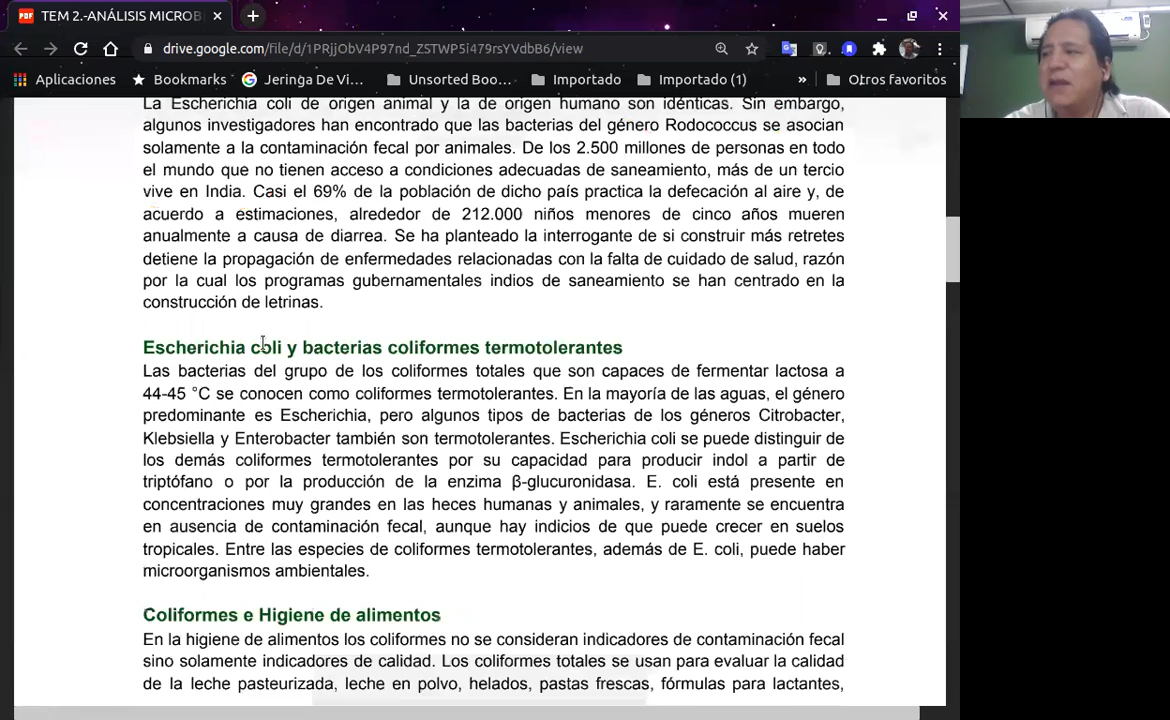 TEM 2.-ANÁLISIS MICROB
drive.google.com/file/d/1PRjjObV4P97nd_ZSTWP5i479rsYVdbB6/view
Aplicaciones Bookmarks Jeringa De Vi... Unsorted Boo... Importado Importado (1) » Otros favoritos
La Escherichia coli de origen animal y la de origen humano son idénticas. Sin embargo,
algunos investigadores han encontrado que las bacterias del género Rodococcus se asocian
solamente a la contaminación fecal por animales. De los 2.500 millones de personas en todo
el mundo que no tienen acceso a condiciones adecuadas de saneamiento, más de un tercio
vive en India. Casi el 69% de la población de dicho país practica la defecación al aire y, de
acuerdo a estimaciones, alrededor de 212.000 niños menores de cinco años mueren
anualmente a causa de diarrea. Se ha planteado la interrogante de si construir más retretes
detiene la propagación de enfermedades relacionadas con la falta de cuidado de salud, razón
por la cual los programas gubernamentales indios de saneamiento se han centrado en la
construcción de letrinas.
Escherichia coli y bacterias coliformes termotolerantes
Las bacterias del grupo de los coliformes totales que son capaces de fermentar lactosa a
44-45 °C se conocen como coliformes termotolerantes. En la mayoría de las aguas, el género
predominante es Escherichia, pero algunos tipos de bacterias de los géneros Citrobacter,
Klebsiella y Enterobacter también son termotolerantes. Escherichia coli se puede distinguir de
los demás coliformes termotolerantes por su capacidad para producir indol a partir de
triptófano o por la producción de la enzima β-glucuronidasa. E. coli está presente en
concentraciones muy grandes en las heces humanas y animales, y raramente se encuentra
en ausencia de contaminación fecal, aunque hay indicios de que puede crecer en suelos
tropicales. Entre las especies de coliformes termotolerantes, además de E. coli, puede haber
microorganismos ambientales.
Coliformes e Higiene de alimentos
En la higiene de alimentos los coliformes no se consideran indicadores de contaminación fecal
sino solamente indicadores de calidad. Los coliformes totales se usan para evaluar la calidad
de la leche pasteurizada, leche en polvo, helados, pastas frescas, fórmulas para lactantes,